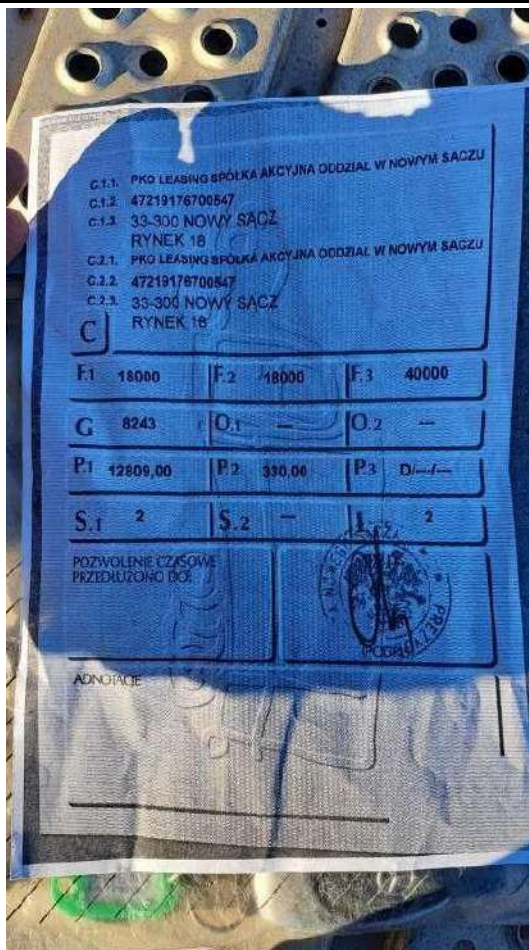 C.1.1. PKO LEASING SPÓŁKA AKCYJNA ODDZIAŁ W NOWYM SĄCZU
C.1.2 47219176700547
C.1.3 33-300 NOWY SĄCZ
RYNEK 18
C.2.1. PKO LEASING SPÓŁKA AKCYJNA ODDZIAŁ W NOWYM SĄCZU
C.2.2 47219176700547
C.2.3. 33-300 NOWY SĄCZ
RYNEK 18
C
F.1 18000 F.2 18000 F.3 40000
G 8243 O.1 — O.2 —
P.1 12809,00 P.2 330,00 P.3 D/---/---
S.1 2 S.2 — 2
POZWOLENIE CZASOWE
PRZEDŁUŻONO DO:
(PODPIS)
ADNOTACJE